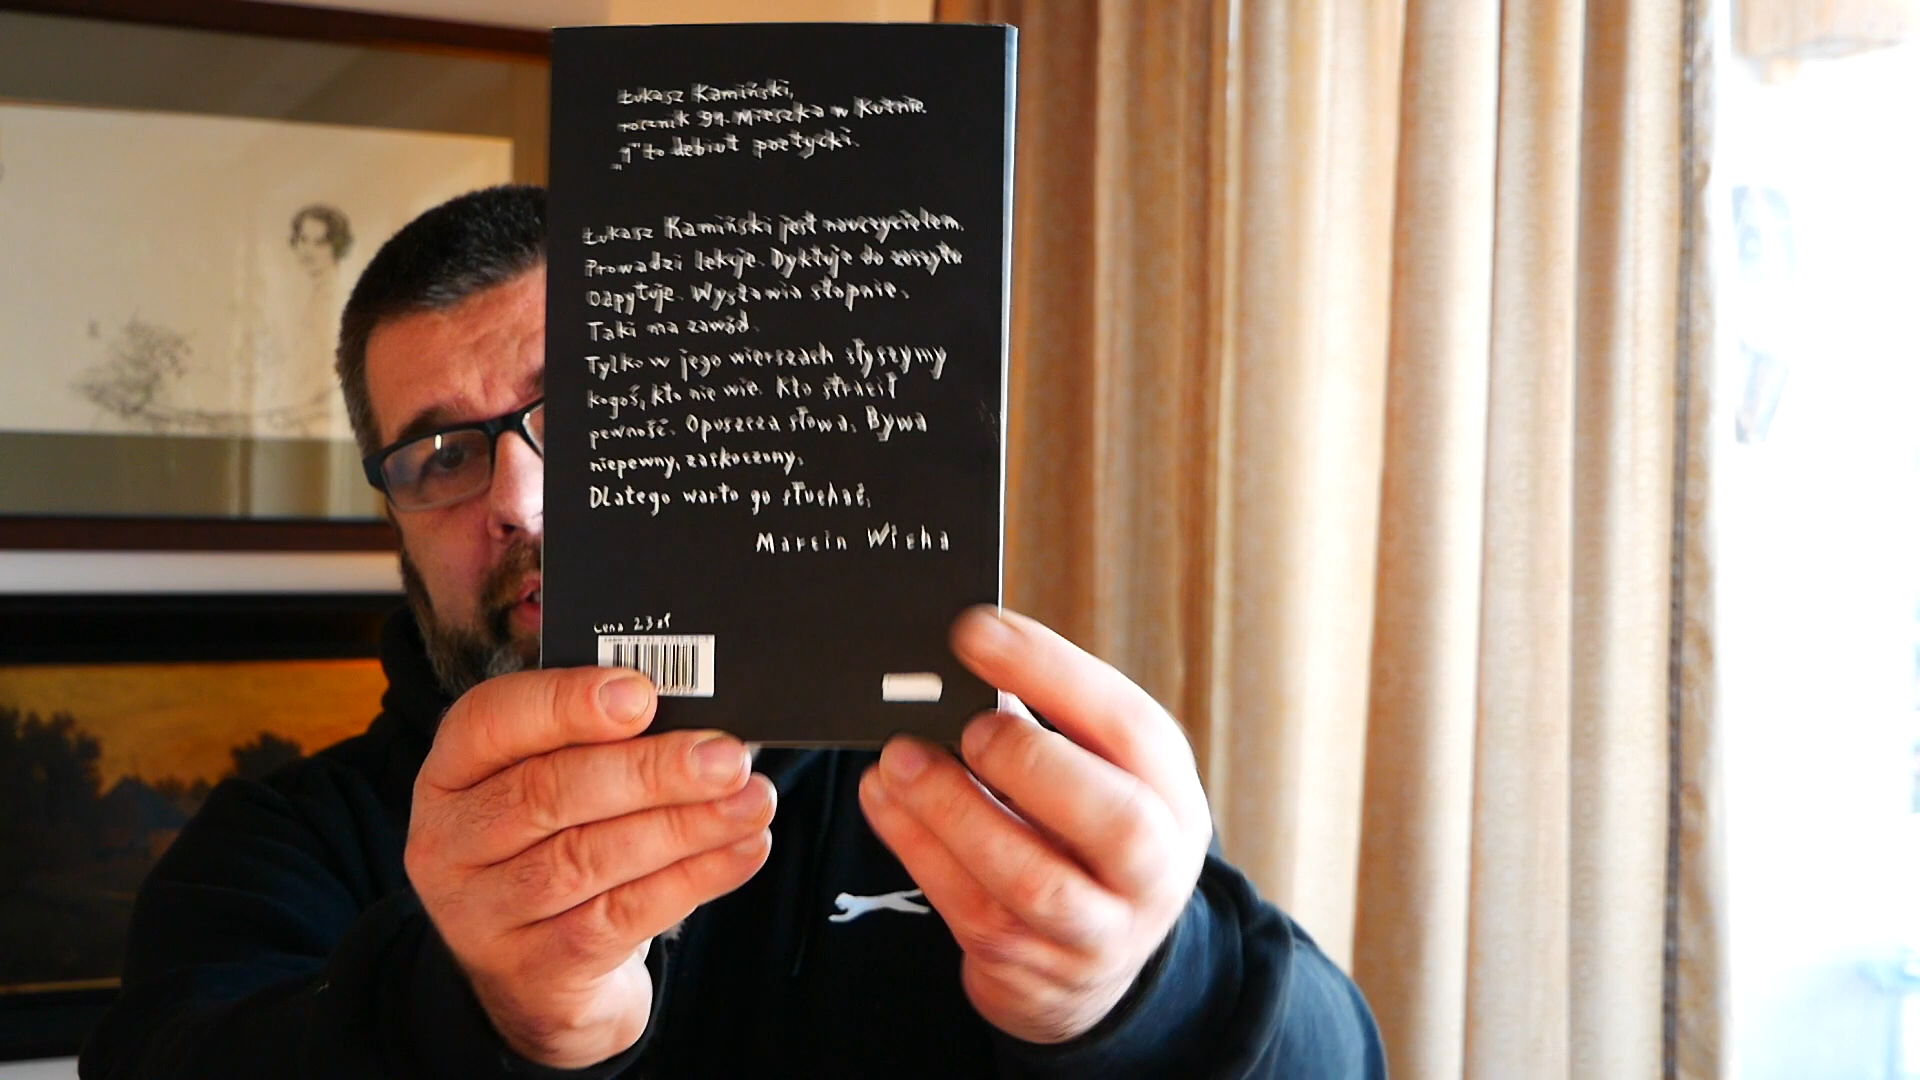 Łukasz Kamiński,
rocznik 91. Mieszka w Kutnie.
„1" to debiut poetycki.
Łukasz Kamiński jest nauczycielem.
Prowadzi lekcje. Dyktuje do zeszytu
Odpytuje. Wystawia stopnie.
Taki ma zawód.
Tylko w jego wierszach słyszymy
kogoś, kto nie wie. Kto stracił
pewność. Opuszcza słowa. Bywa
niepewny, zaskoczony.
Dlatego warto go słuchać.
Marcin Wicha
Cena 23 zł